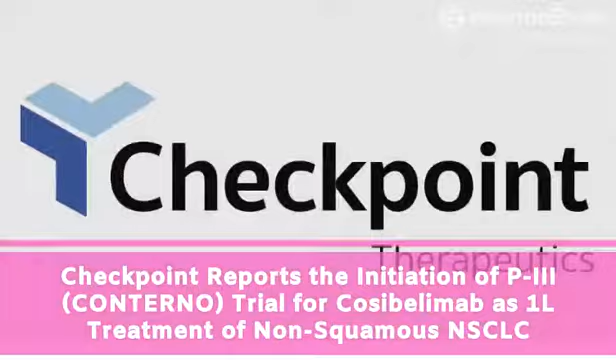 Checkpoint
Therapeutics
Checkpoint Reports the Initiation of P-III
(CONTERNO) Trial for Cosibelimab as 1L
Treatment of Non-Squamous NSCLC